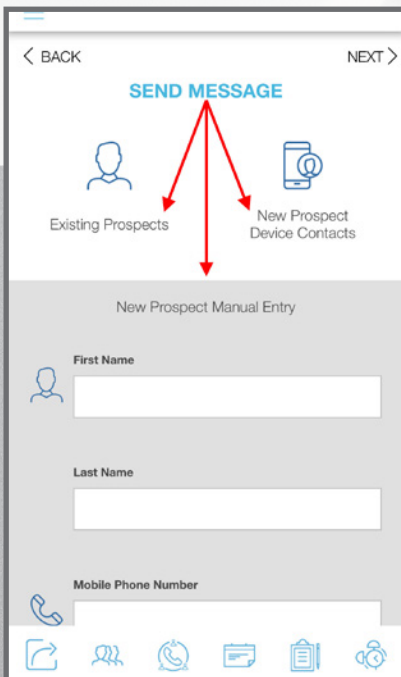 BACK
NEXT
SEND MESSAGE
Existing Prospects
New Prospect
Device Contacts
New Prospect Manual Entry
First Name
Last Name
Mobile Phone Number